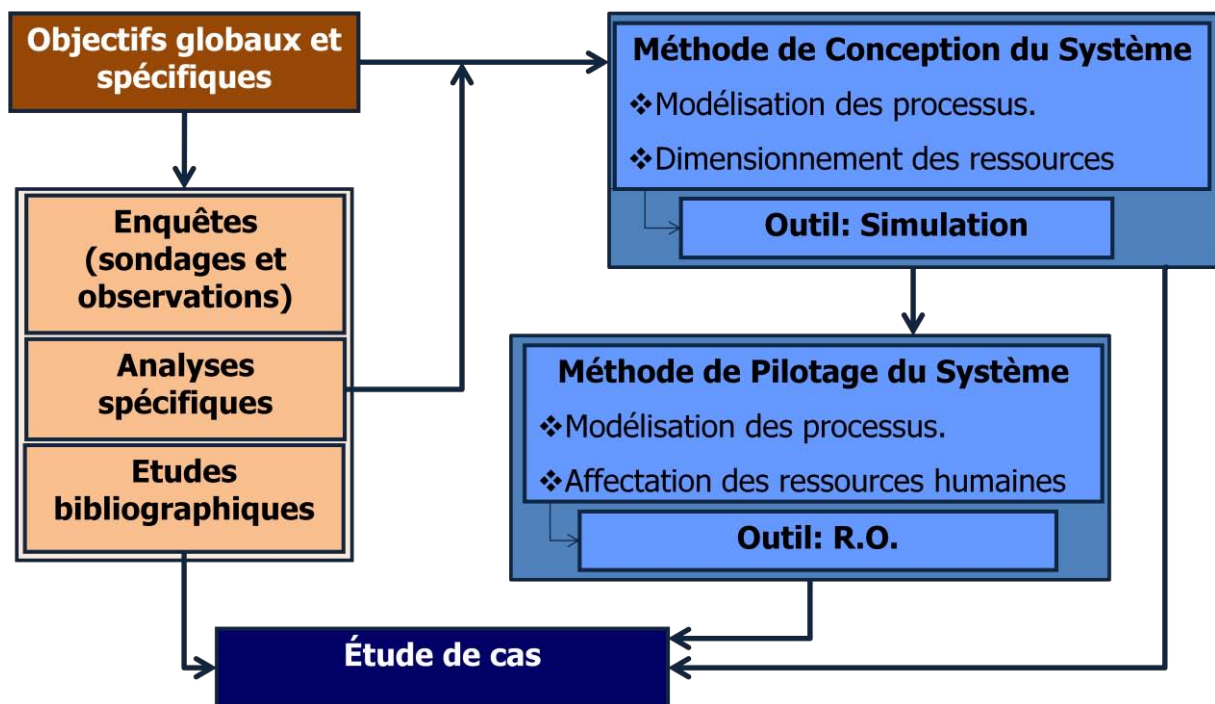 Objectifs globaux et
spécifiques
Enquêtes
(sondages et
observations)
Analyses
spécifiques
Etudes
bibliographiques
Méthode de Conception du Système
❖Modélisation des processus.
❖Dimensionnement des ressources
Outil: Simulation
Méthode de Pilotage du Système
❖Modélisation des processus.
❖Affectation des ressources humaines
Outil: R.O.
Étude de cas